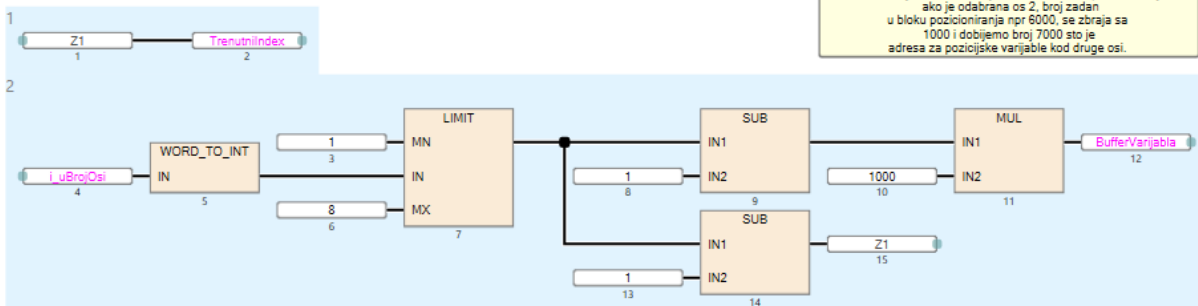 ako je odabrana os 2, broj zadan
u bloku pozicioniranja npr 6000, se zbraja sa
1000 i dobijemo broj 7000 sto je
adresa za pozicijske varijable kod druge osi.
1
Z1
1
TrenutniIndex
2
2
i_uBrojOsi
4
WORD_TO_INT
IN
5
1
3
8
6
LIMIT
MN
IN
MX
7
1
8
SUB
IN1
IN2
9
1000
10
MUL
IN1
IN2
11
BufferVarijabla
12
1
13
SUB
IN1
IN2
14
Z1
15